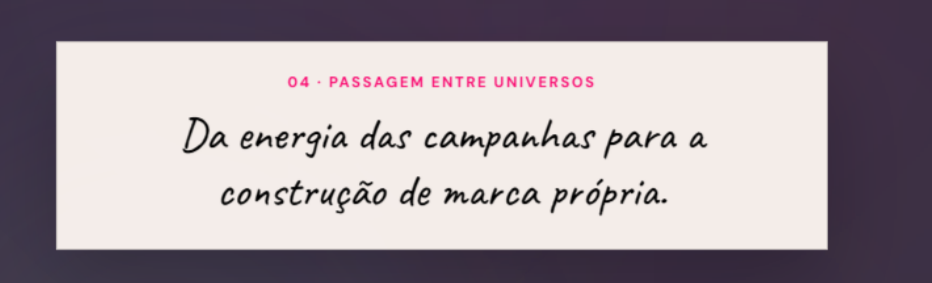 04 · PASSAGEM ENTRE UNIVERSOS
Da energia das campanhas para a
construção de marca própria.